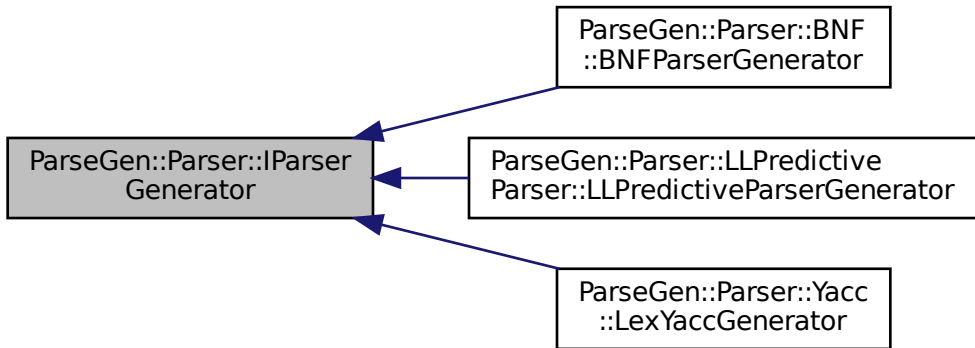 ParseGen::Parser::BNF
::BNFParserGenerator
ParseGen::Parser::IParser
Generator
ParseGen::Parser::LLPredictive
Parser::LLPredictiveParserGenerator
ParseGen::Parser::Yacc
::LexYaccGenerator